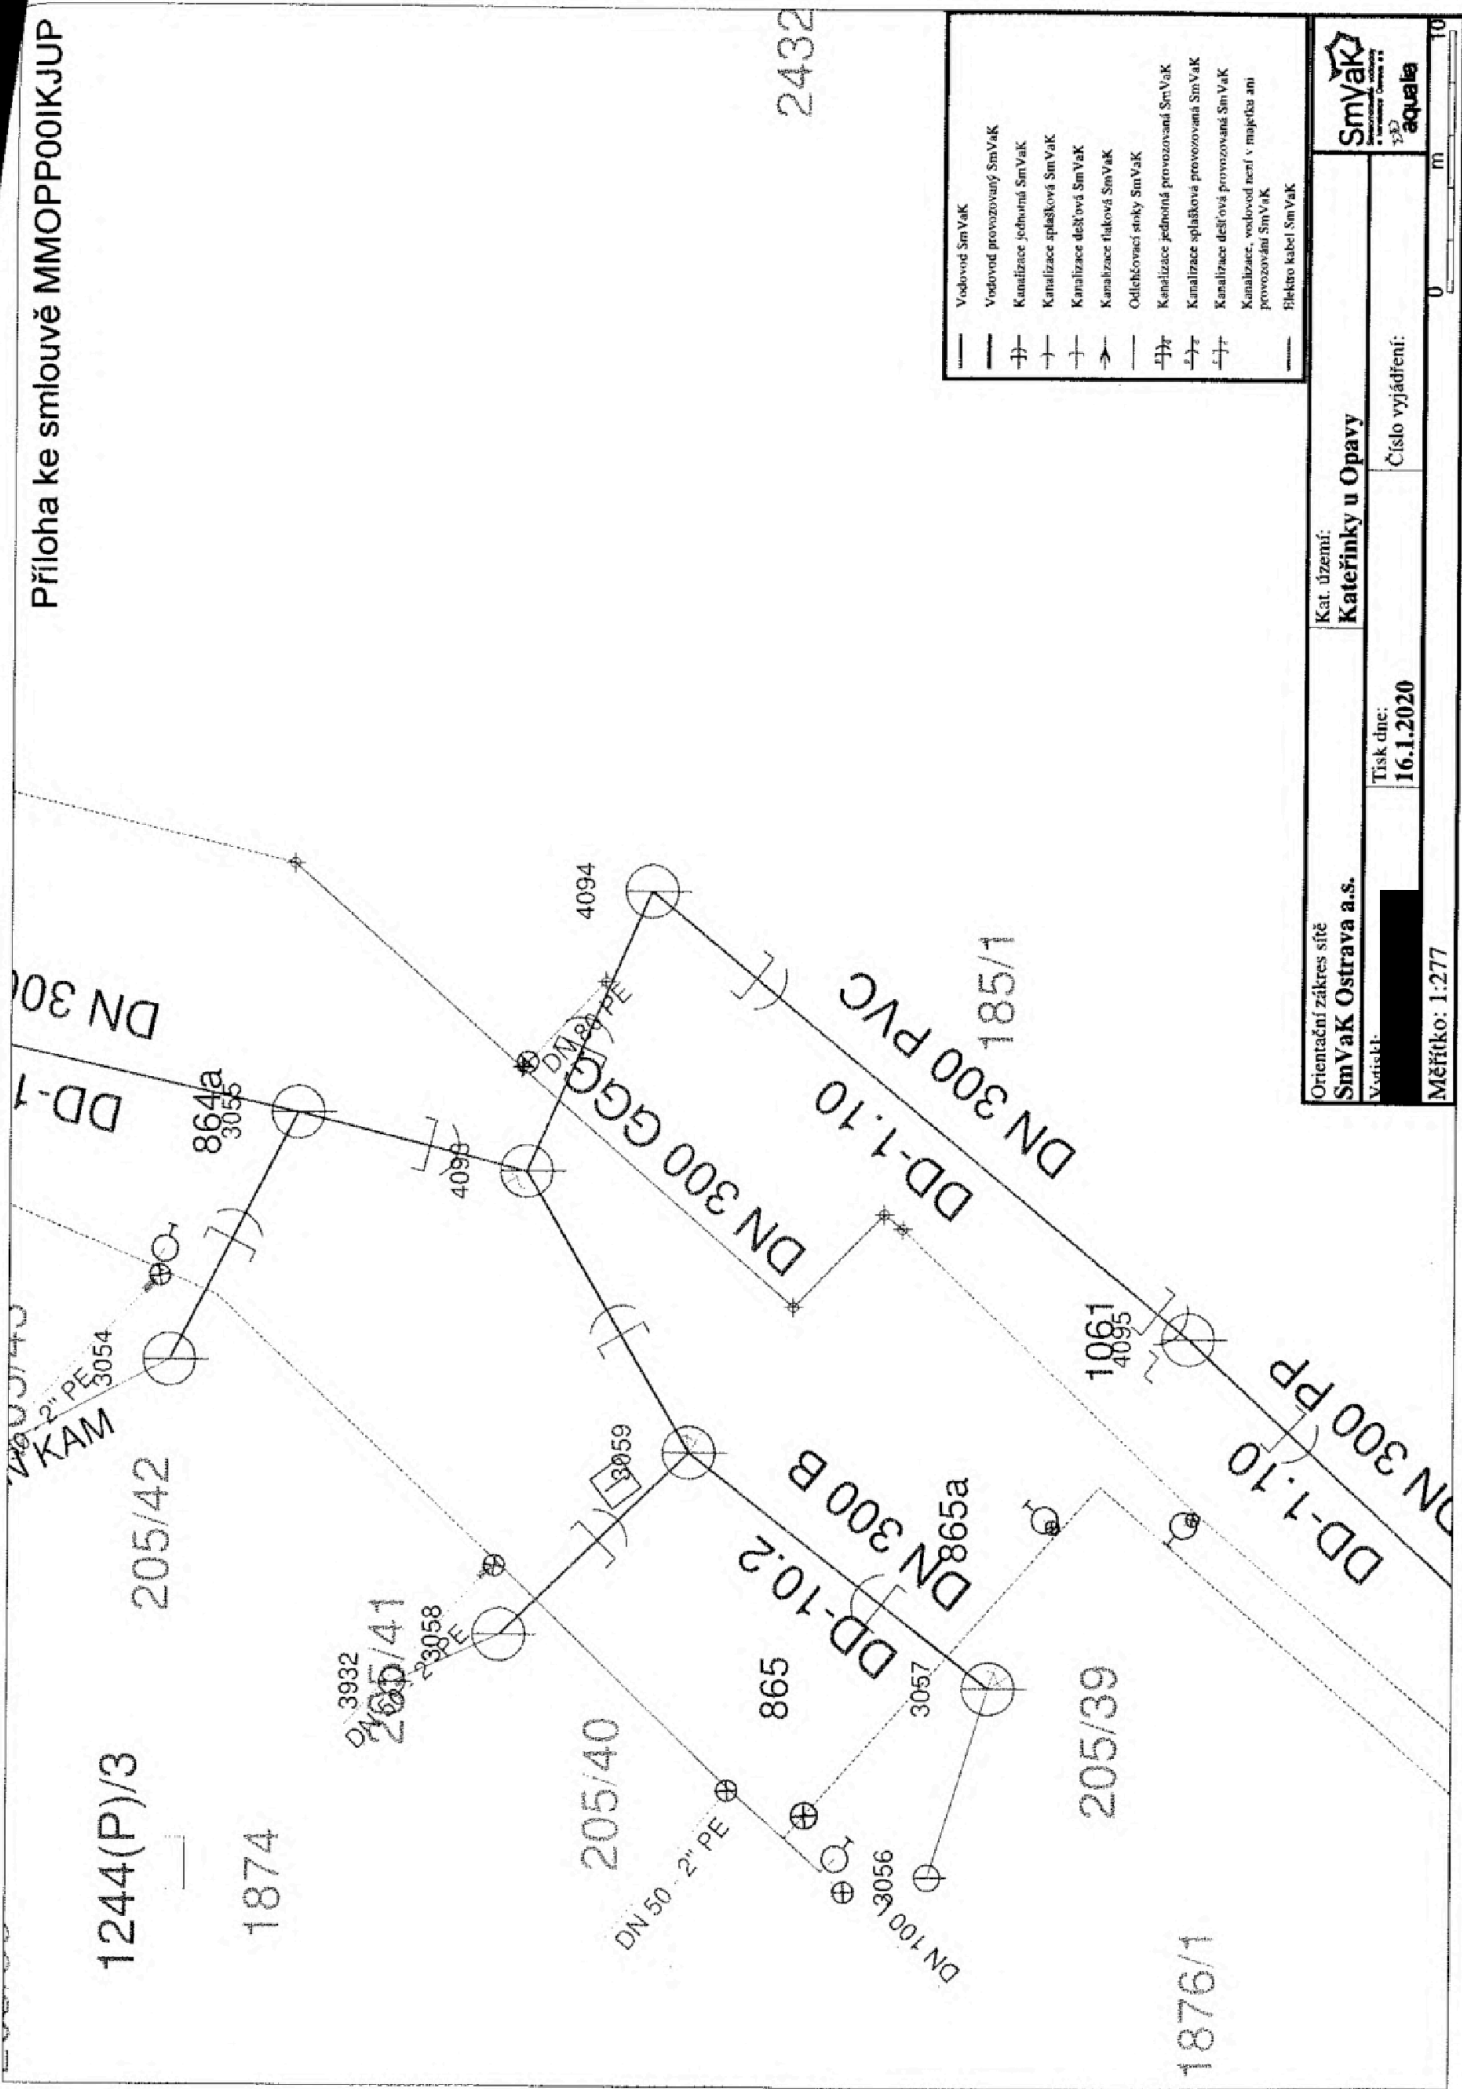 Příloha ke smlouvě MMOPP00IKJUP
2432
1244(P)/3
1874
205/42
3054
2" PE
KAM
864a
3055
DD-1
DN 300
4093
4094
DN 80 PE
DN 300 GGG
3932
205/41
3058
3059
205/40
DN 50 - 2" PE
865
DD-10.2
DN 300 B
865a
3057
3056
DN 100
205/39
1876/1
185/1
DN 300 PVC
DD-1.10
1061
4095
DN 300 PP
DD-1.10
Vodovod SmVaK
Vodovod provozovaný SmVaK
Kanalizace jednotná SmVaK
Kanalizace splašková SmVaK
Kanalizace dešťová SmVaK
Kanalizace tlaková SmVaK
Odlehčovací stoky SmVaK
Kanalizace jednotná provozovaná SmVaK
Kanalizace splašková provozovaná SmVaK
Kanalizace dešťová provozovaná SmVaK
Kanalizace, vodovod není v majetku ani
provozování SmVaK
Elektro kabel SmVaK
Orientační zákres sítě
SmVaK Ostrava a.s.
Kat. území:
Kateřinky u Opavy
SmVaK
aqualia
Vytiskl:
Tisk dne:
16.1.2020
Číslo vyjádření:
Měřítko: 1:277
0 m 10